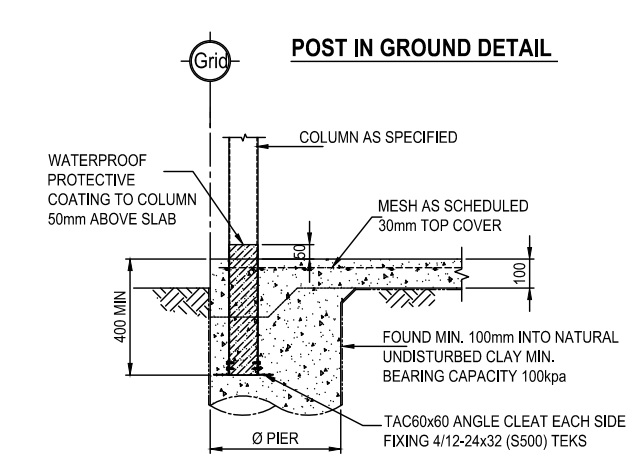 POST IN GROUND DETAIL
Grid
COLUMN AS SPECIFIED
WATERPROOF
PROTECTIVE
COATING TO COLUMN
50mm ABOVE SLAB
MESH AS SCHEDULED
30mm TOP COVER
50
100
400 MIN
FOUND MIN. 100mm INTO NATURAL
UNDISTURBED CLAY MIN.
BEARING CAPACITY 100kpa
TAC60x60 ANGLE CLEAT EACH SIDE
FIXING 4/12-24x32 (S500) TEKS
Ø PIER